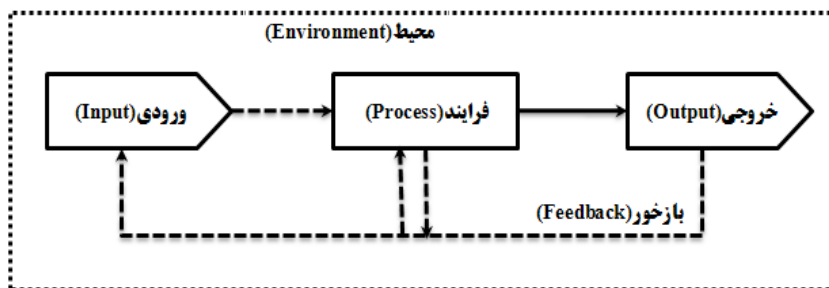 محیط(Environment)
ورودی(Input)
فرایند(Process)
خروجی(Output)
بازخور(Feedback)